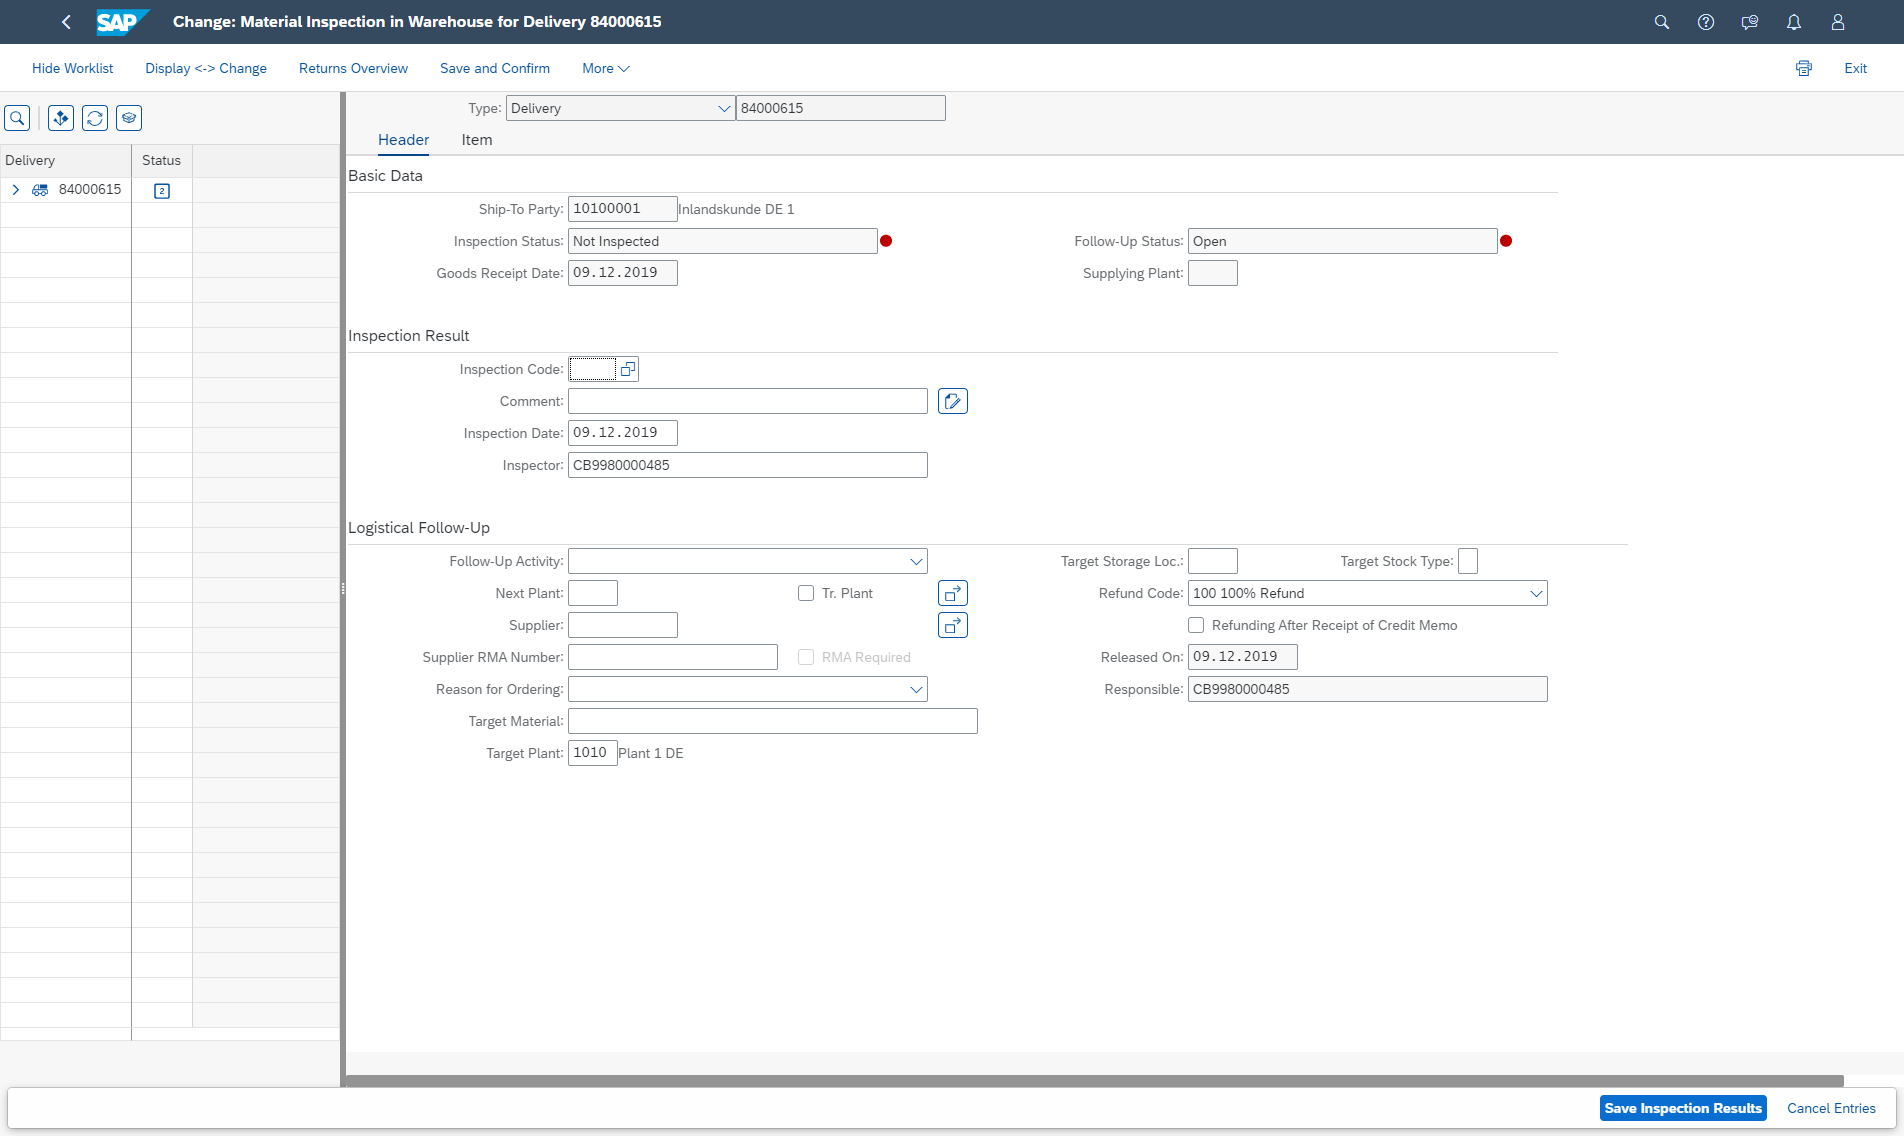 SAP Change: Material Inspection in Warehouse for Delivery 84000615
Hide Worklist Display <-> Change Returns Overview Save and Confirm More Exit
Type: Delivery 84000615
Header Item
Delivery Status
84000615 2
Basic Data
Ship-To Party: 10100001 Inlandskunde DE 1
Inspection Status: Not Inspected Follow-Up Status: Open
Goods Receipt Date: 09.12.2019 Supplying Plant:
Inspection Result
Inspection Code:
Comment:
Inspection Date: 09.12.2019
Inspector: CB9980000485
Logistical Follow-Up
Follow-Up Activity: Target Storage Loc.: Target Stock Type:
Next Plant: Tr. Plant Refund Code: 100 100% Refund
Supplier: Refunding After Receipt of Credit Memo
Supplier RMA Number: RMA Required Released On: 09.12.2019
Reason for Ordering: Responsible: CB9980000485
Target Material:
Target Plant: 1010 Plant 1 DE
Save Inspection Results Cancel Entries